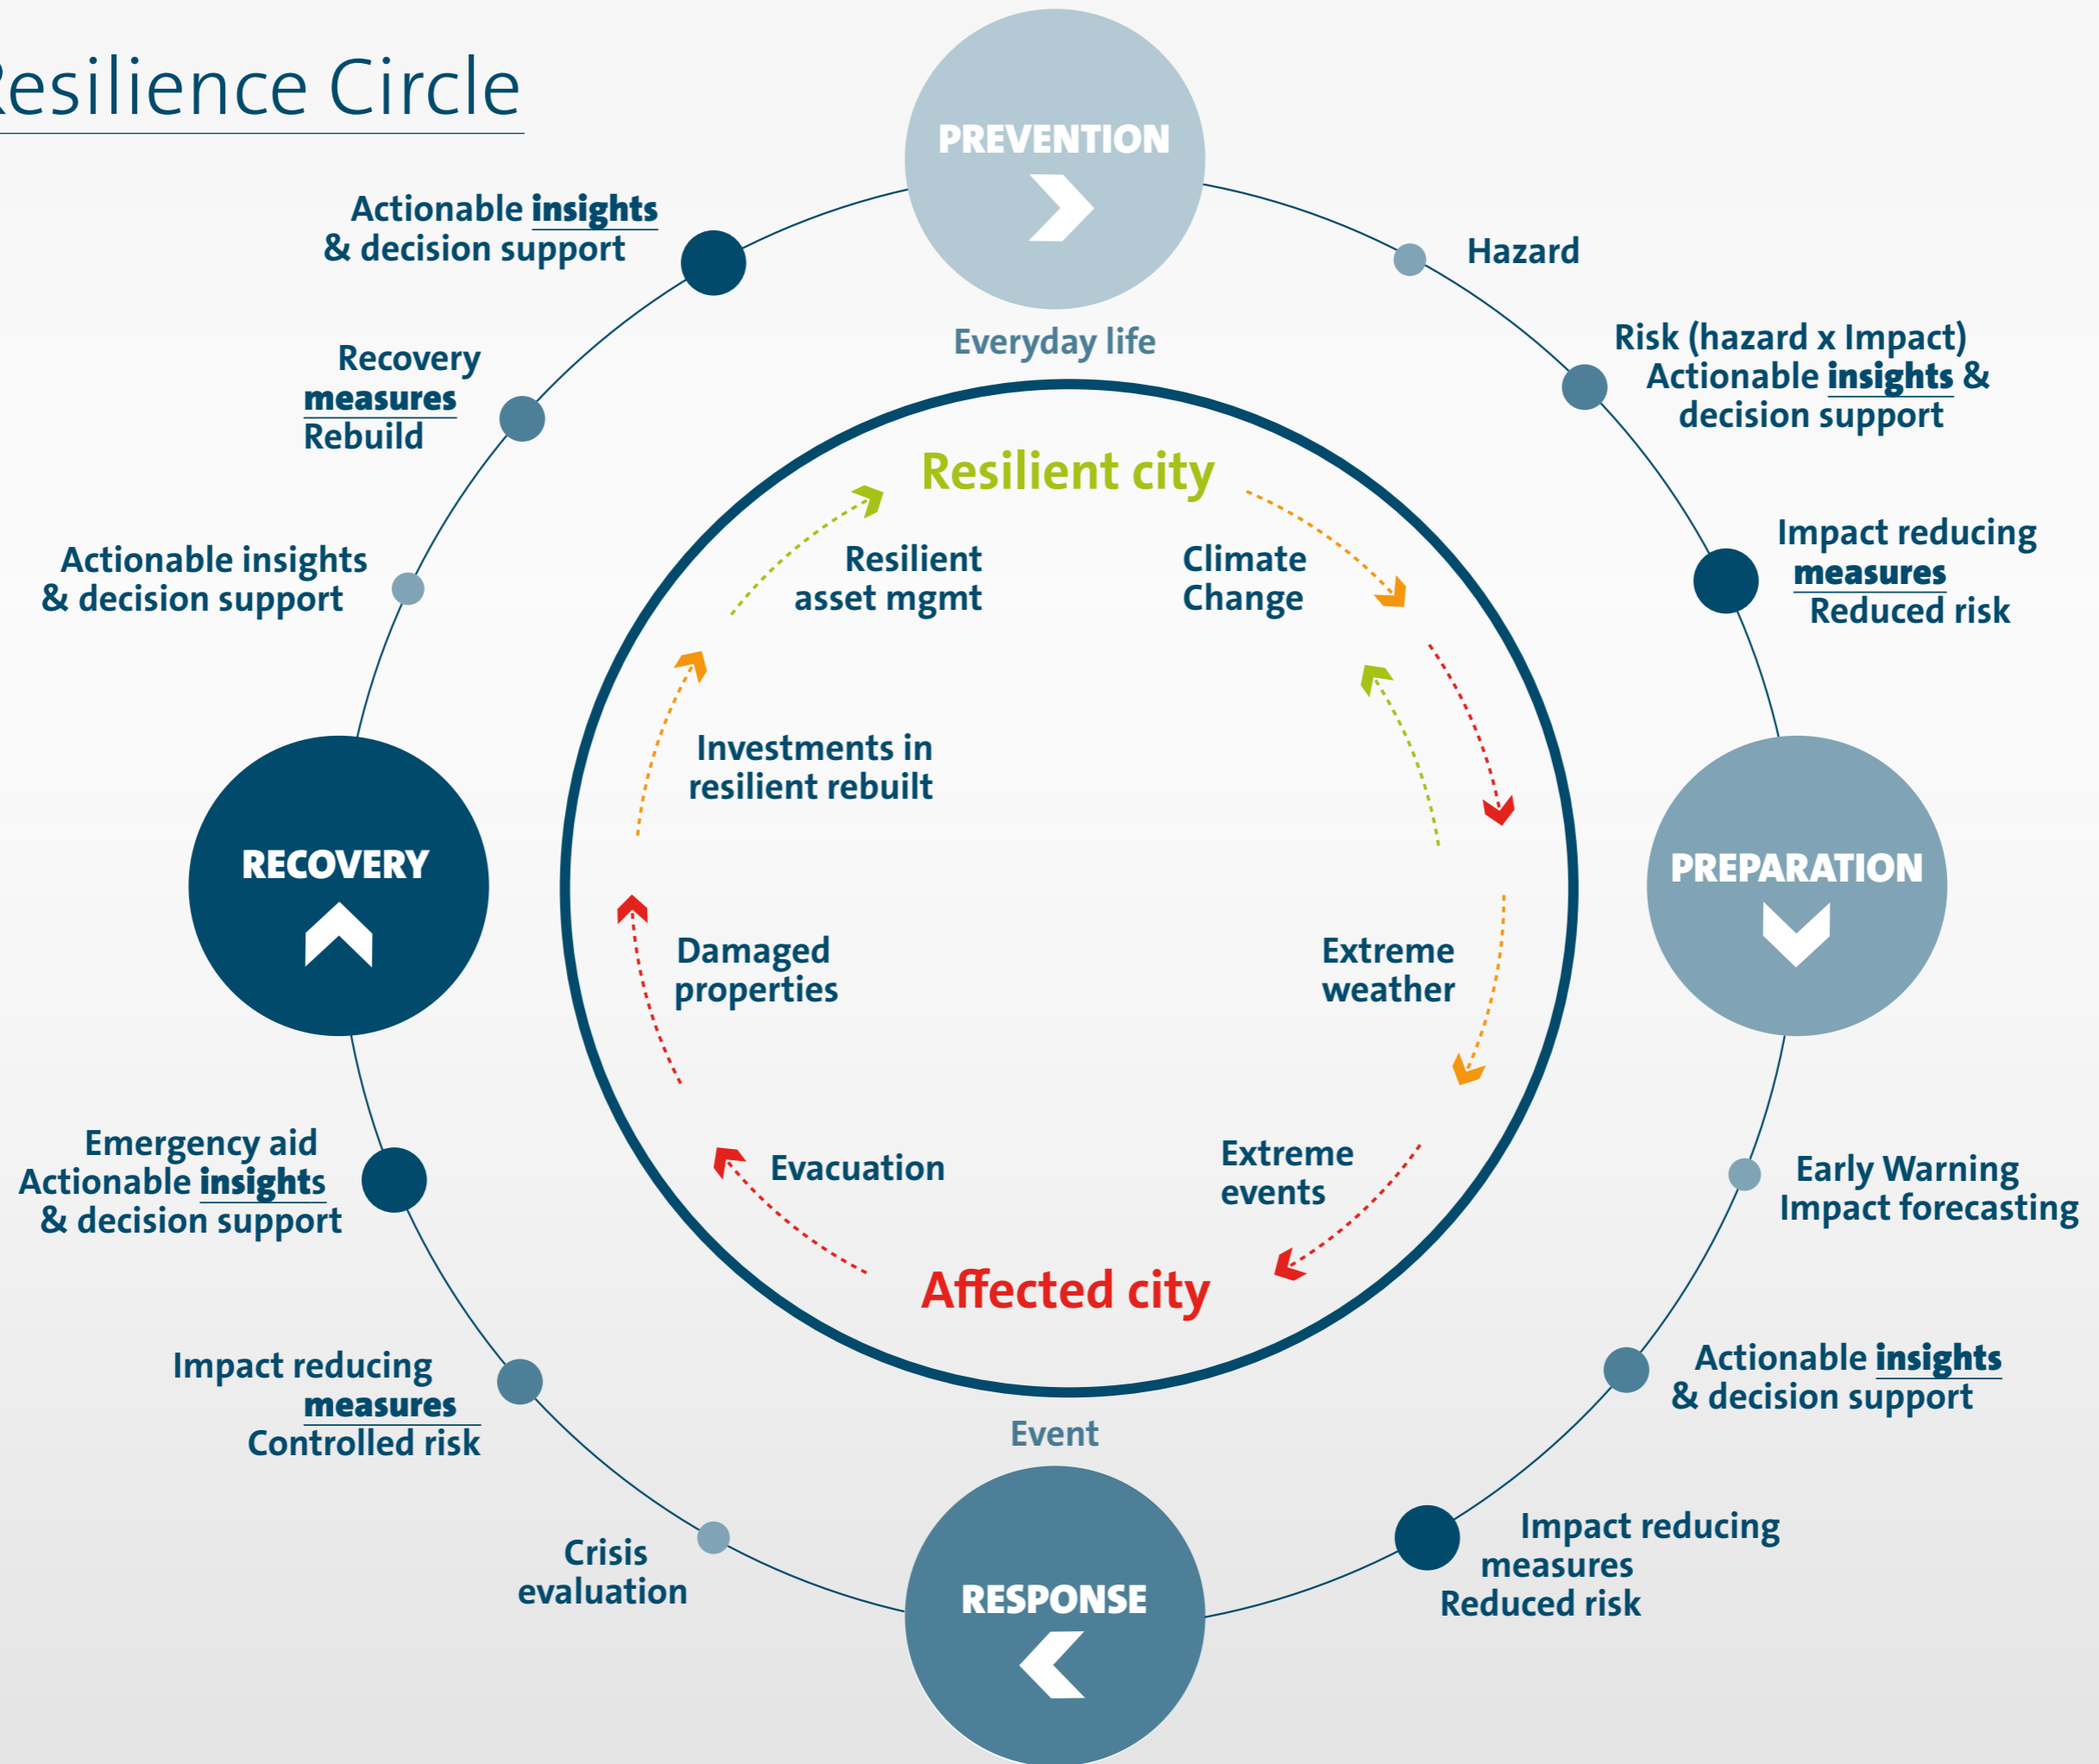 Resilience Circle
PREVENTION
Everyday life
Hazard
Risk (hazard x Impact)
Actionable insights &
decision support
Impact reducing
measures
Reduced risk
PREPARATION
Early Warning
Impact forecasting
Actionable insights
& decision support
Impact reducing
measures
Reduced risk
Event
RESPONSE
Crisis
evaluation
Impact reducing
measures
Controlled risk
Emergency aid
Actionable insights
& decision support
RECOVERY
Actionable insights
& decision support
Recovery
measures
Rebuild
Actionable insights
& decision support
Resilient city
Climate
Change
Extreme
weather
Extreme
events
Affected city
Evacuation
Damaged
properties
Investments in
resilient rebuilt
Resilient
asset mgmt